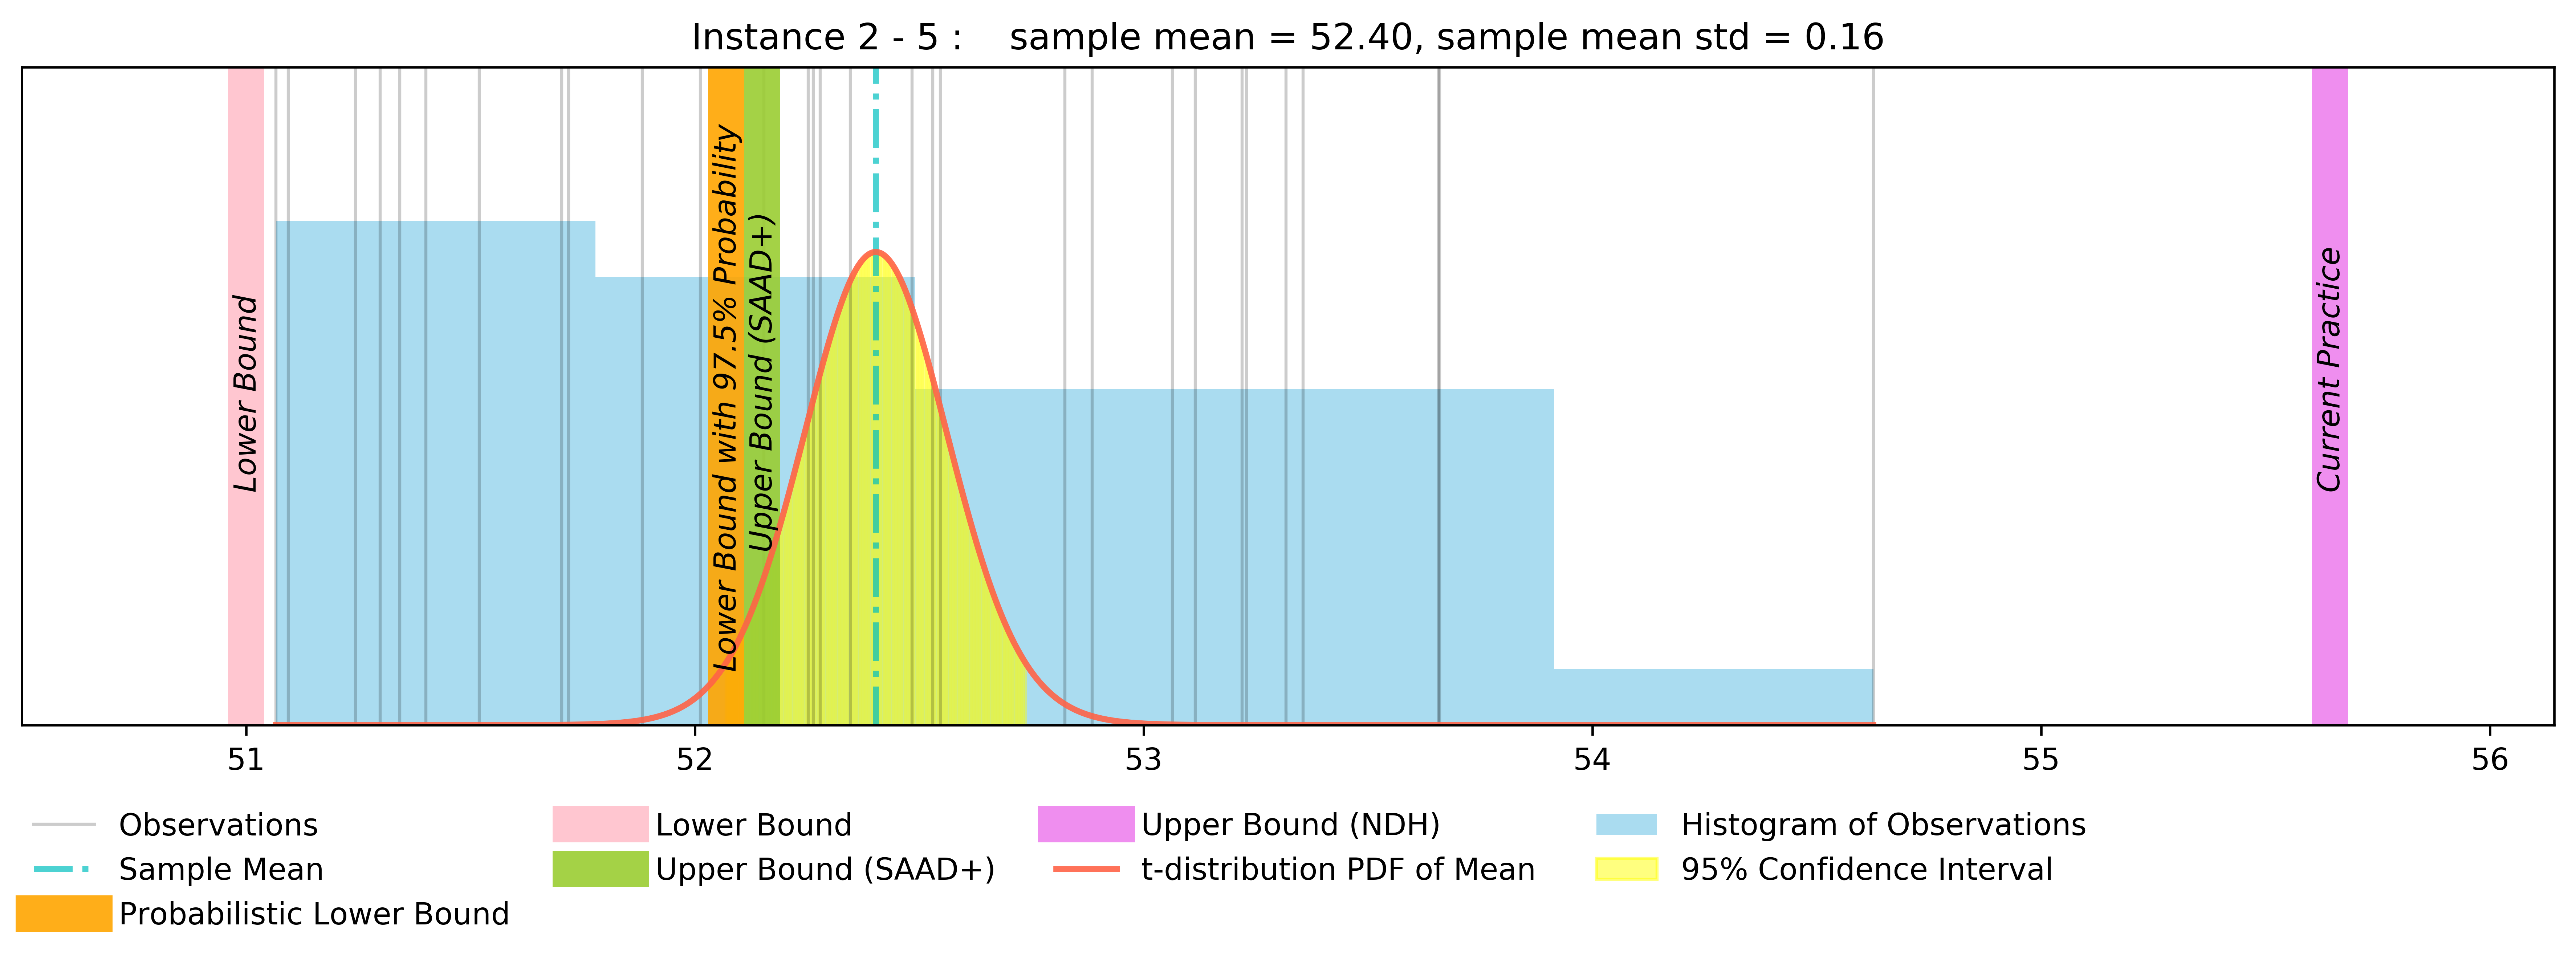 Instance 2 - 5 :    sample mean = 52.40, sample mean std = 0.16
Lower Bound
Lower Bound with 97.5% Probability
Upper Bound (SAAD+)
Current Practice
51 52 53 54 55 56
Observations Lower Bound Upper Bound (NDH) Histogram of Observations
Sample Mean Upper Bound (SAAD+) t-distribution PDF of Mean 95% Confidence Interval
Probabilistic Lower Bound